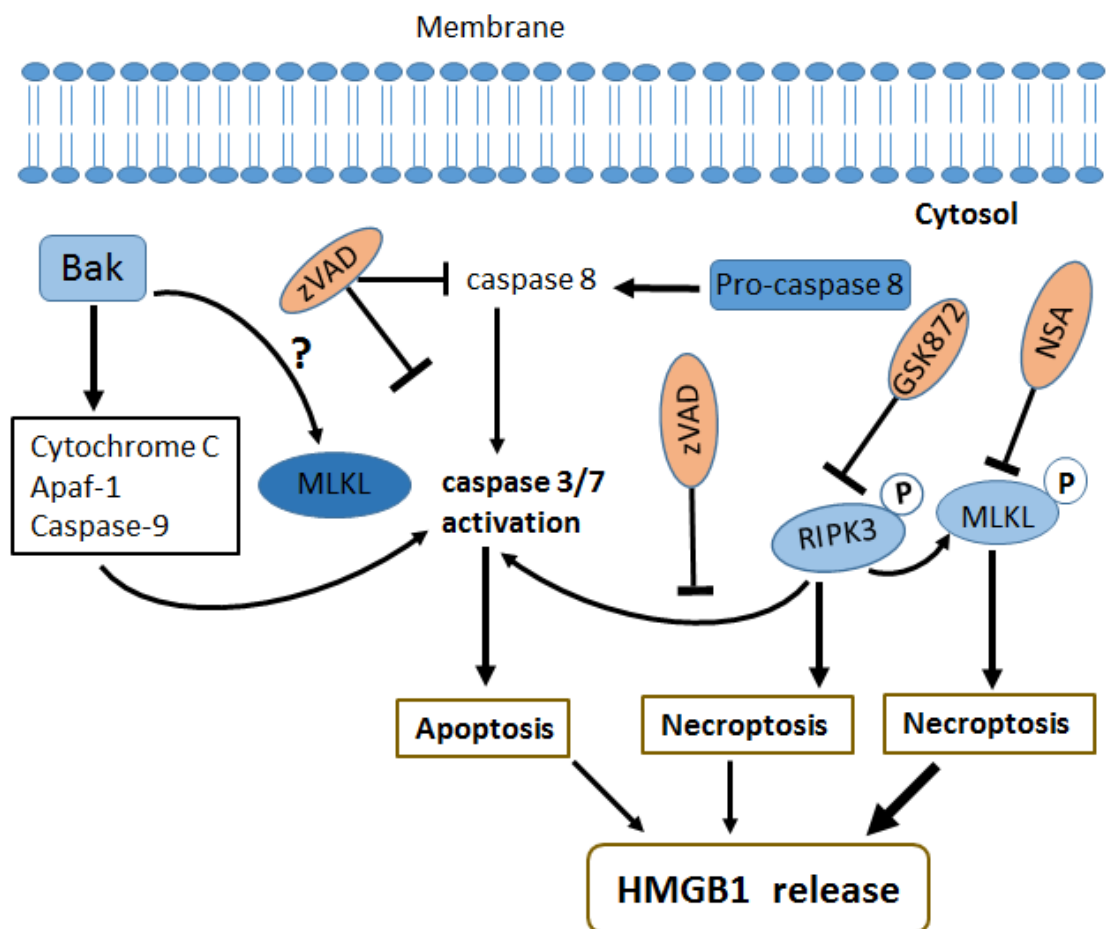 Membrane
Cytosol
Bak
zVAD
caspase 8
Pro-caspase 8
GSK872
NSA
?
zVAD
Cytochrome C
Apaf-1
Caspase-9
MLKL
caspase 3/7
activation
P
RIPK3
P
MLKL
Apoptosis
Necroptosis
Necroptosis
HMGB1 release